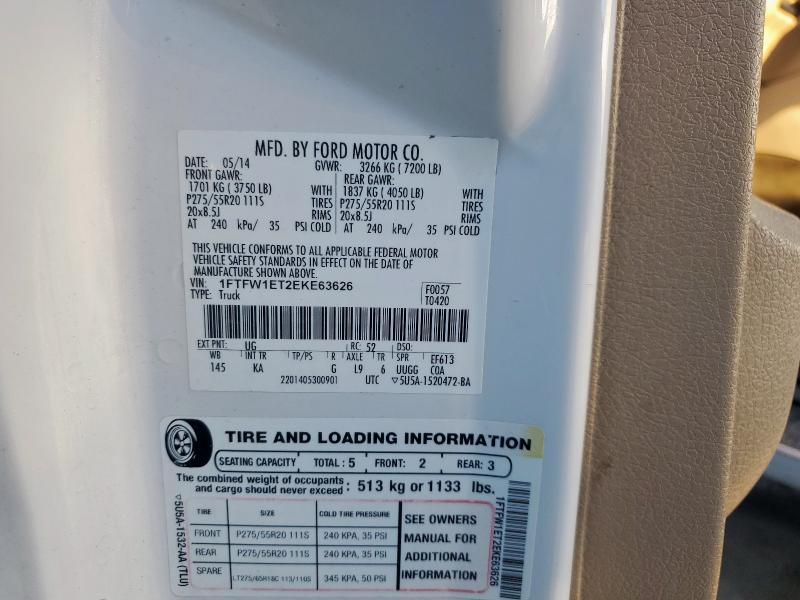 MFD. BY FORD MOTOR CO.
DATE: 05/14 GVWR: 3266 KG ( 7200 LB)
FRONT GAWR: REAR GAWR:
1701 KG ( 3750 LB) WITH 1837 KG ( 4050 LB) WITH
P275/55R20 111S TIRES P275/55R20 111S TIRES
20x8.5J RIMS 20x8.5J RIMS
AT 240 kPa/ 35 PSI COLD AT 240 kPa/ 35 PSI COLD
THIS VEHICLE CONFORMS TO ALL APPLICABLE FEDERAL MOTOR
VEHICLE SAFETY STANDARDS IN EFFECT ON THE DATE OF
MANUFACTURE SHOWN ABOVE.
VIN: 1FTFW1ET2EKE63626 F0057
TYPE: Truck T0420
EXT PNT: UG RC: 52 DSO:
WB INT TR TP/PS R AXLE TR SPR EF613
145 KA G L9 6 UUGG COA
2201405300901 UTC ▽5U5A-1520472-BA
TIRE AND LOADING INFORMATION
SEATING CAPACITY TOTAL : 5 FRONT: 2 REAR: 3
The combined weight of occupants
and cargo should never exceed : 513 kg or 1133 lbs.
TIRE SIZE COLD TIRE PRESSURE
FRONT P275/55R20 111S 240 KPA, 35 PSI
REAR P275/55R20 111S 240 KPA, 35 PSI
SPARE LT275/65R18C 113/110S 345 KPA, 50 PSI
SEE OWNERS
MANUAL FOR
ADDITIONAL
INFORMATION
▽5U5A-1532-AA (TLU)
1FTFW1ET2EKE63626